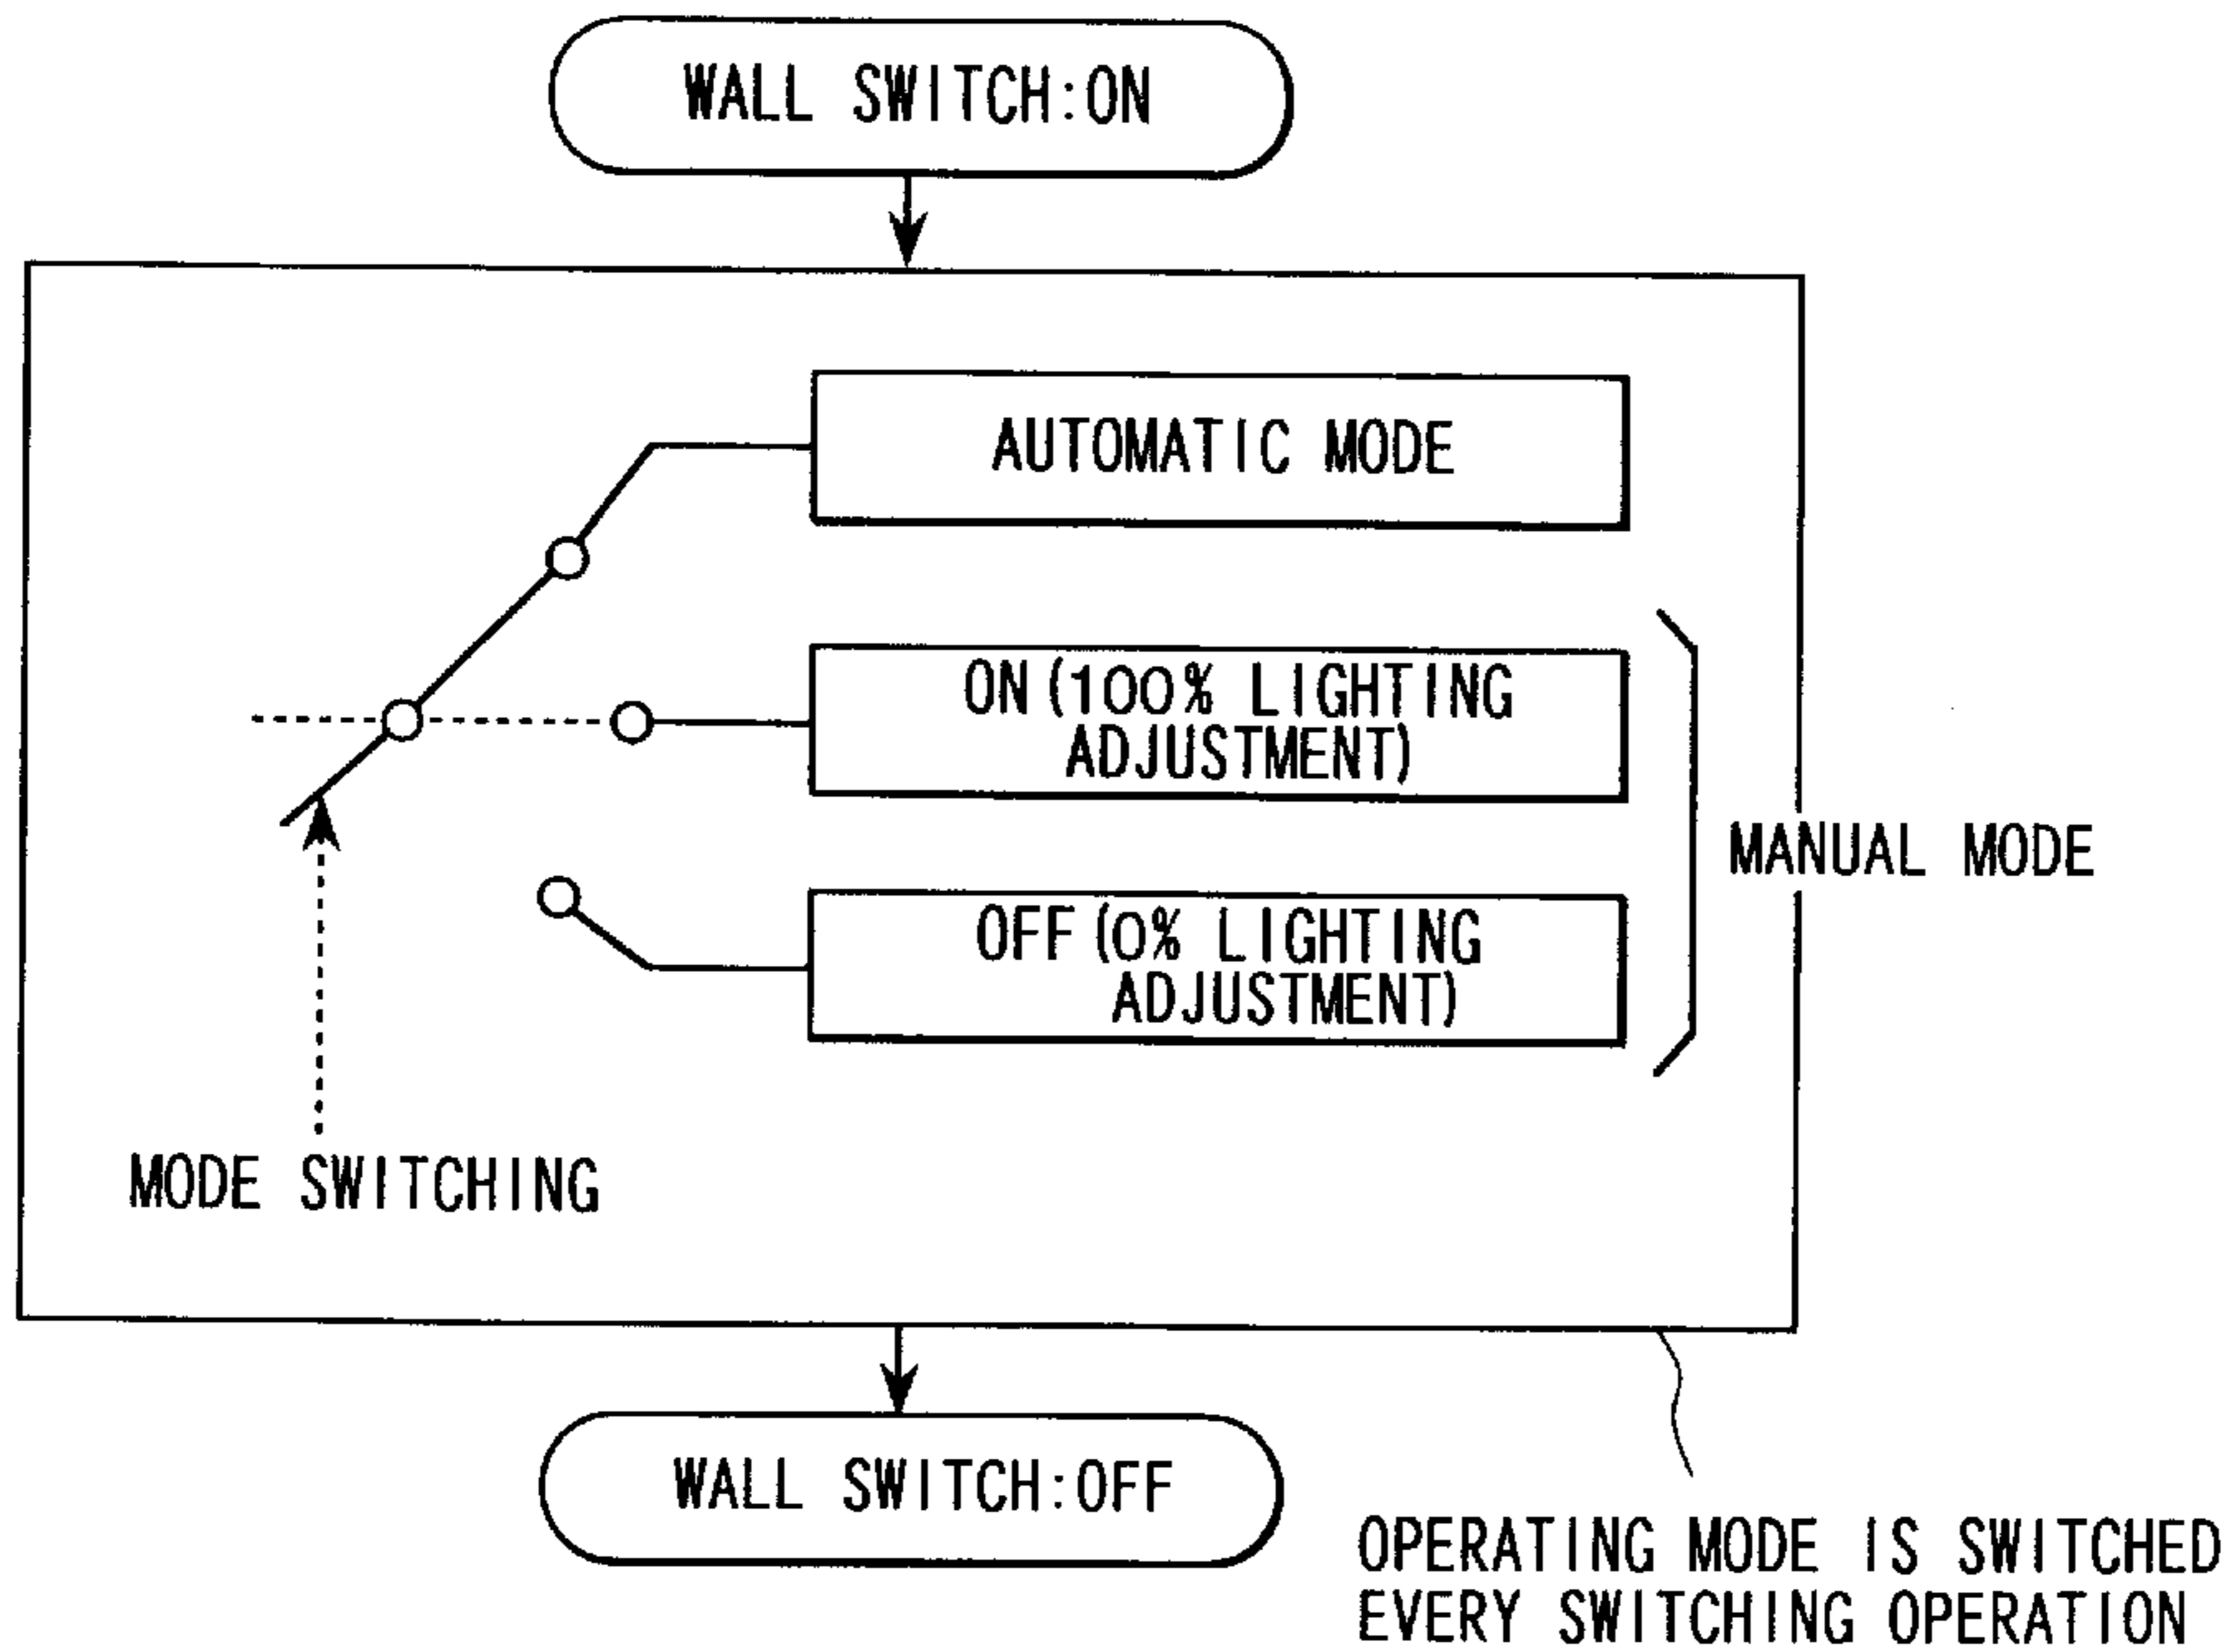 WALL SWITCH:ON
AUTOMATIC MODE
ON(100% LIGHTING
ADJUSTMENT)
MANUAL MODE
OFF(0% LIGHTING
ADJUSTMENT)
MODE SWITCHING
WALL SWITCH:OFF
OPERATING MODE IS SWITCHED
EVERY SWITCHING OPERATION